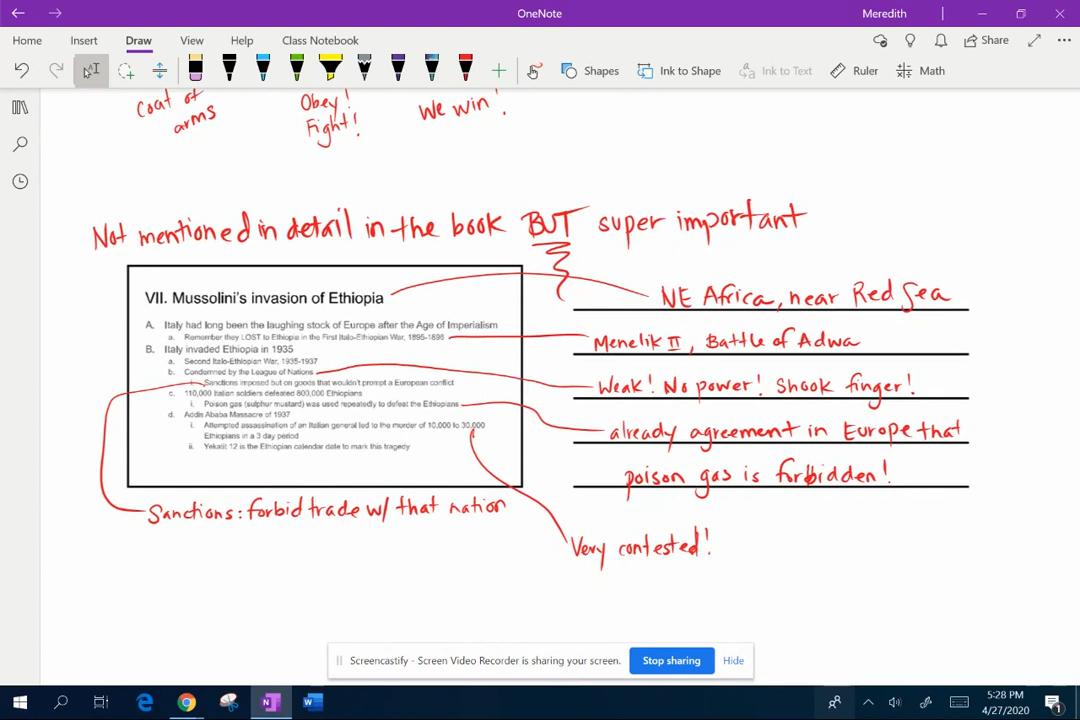 OneNote
Meredith
Home Insert Draw View Help Class Notebook
Share
Shapes Ink to Shape Ink to Text Ruler Math
Coat of
arms
Obey!
Fight!
We win!
Not mentioned in detail in the book BUT super important
VII. Mussolini's invasion of Ethiopia
A. Italy had long been the laughing stock of Europe after the Age of Imperialism
a. Remember they LOST to Ethiopia in the First Italo-Ethiopian War, 1895-1896
B. Italy invaded Ethiopia in 1935
a. Second Italo-Ethiopian War, 1935-1937
b. Condemned by the League of Nations
i. Sanctions imposed but on goods that wouldn't prompt a European conflict
c. 110,000 Italian soldiers defeated 800,000 Ethiopians
i. Poison gas (sulphur mustard) was used repeatedly to defeat the Ethiopians
d. Addis Ababa Massacre of 1937
i. Attempted assassination of an Italian general led to the murder of 10,000 to 30,000
Ethiopians in a 3 day period
ii. Yekatit 12 is the Ethiopian calendar date to mark this tragedy
NE Africa, near Red Sea
Menelik II, Battle of Adwa
Weak! No power! Shook finger!
already agreement in Europe that
poison gas is forbidden!
Sanctions: forbid trade w/ that nation
Very contested!
Screencastify - Screen Video Recorder is sharing your screen.
Stop sharing
Hide
5:28 PM
4/27/2020
1